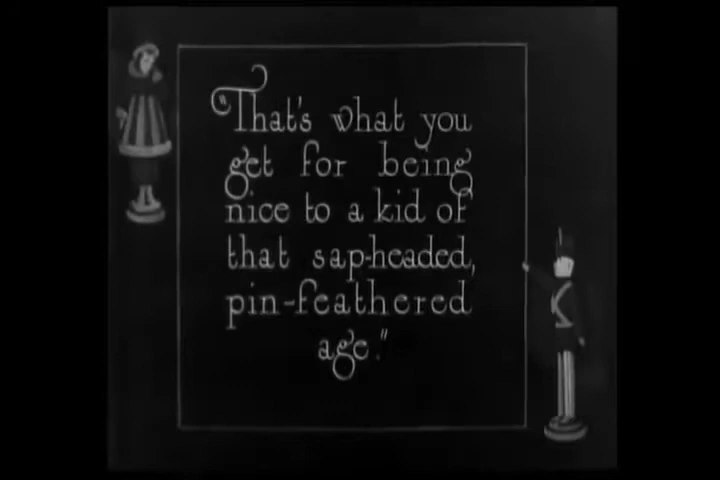 "That's what you
get for being
nice to a kid of
that sap-headed,
pin-feathered
age."